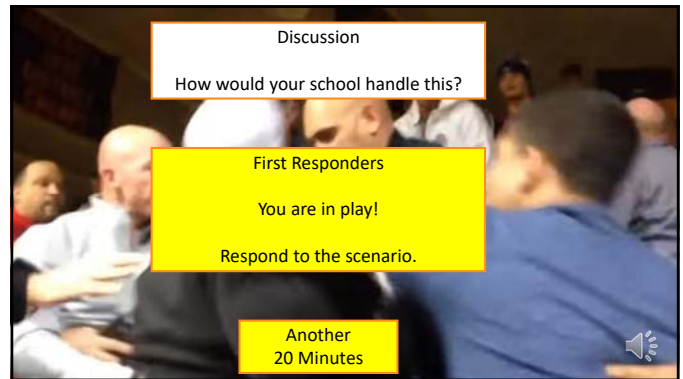 Discussion
How would your school handle this?
First Responders
You are in play!
Respond to the scenario.
Another
20 Minutes